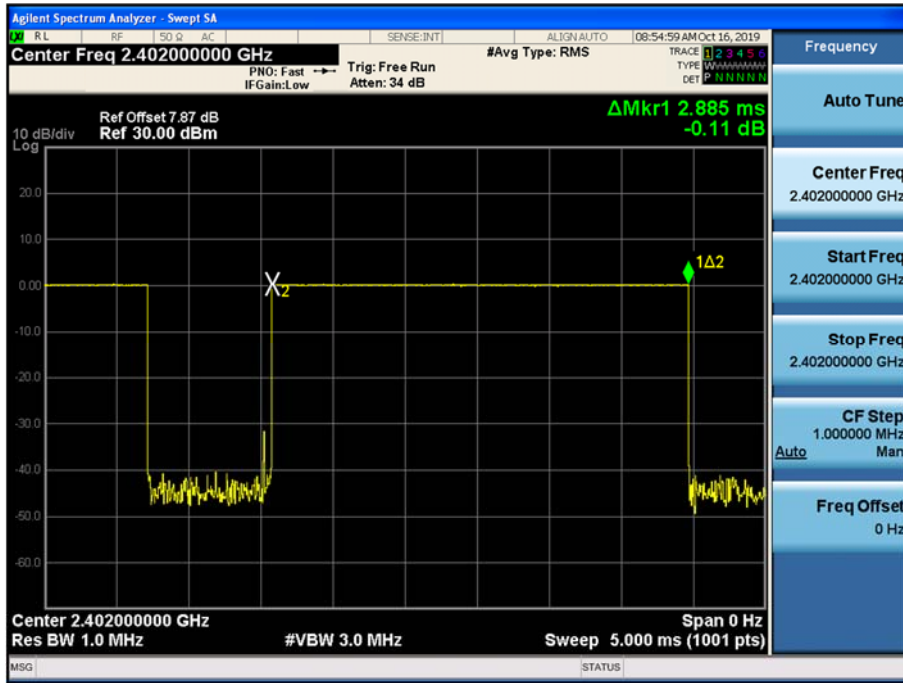 Agilent Spectrum Analyzer - Swept SA
RL RF 50 Ω AC SENSE:INT ALIGN AUTO 08:54:59 AM Oct 16, 2019
Center Freq 2.402000000 GHz
#Avg Type: RMS
PNO: Fast
IFGain:Low
Trig: Free Run
Atten: 34 dB
TRACE 1 2 3 4 5 6
TYPE W
DET P N N N N N
Frequency
ΔMkr1 2.885 ms
-0.11 dB
Ref Offset 7.87 dB
10 dB/div Ref 30.00 dBm
Log
20.0
10.0
0.00
-10.0
-20.0
-30.0
-40.0
-50.0
-60.0
X2
1Δ2
Center 2.402000000 GHz Span 0 Hz
Res BW 1.0 MHz #VBW 3.0 MHz Sweep 5.000 ms (1001 pts)
MSG STATUS
Auto Tune
Center Freq
2.402000000 GHz
Start Freq
2.402000000 GHz
Stop Freq
2.402000000 GHz
CF Step
1.000000 MHz
Auto Man
Freq Offset
0 Hz